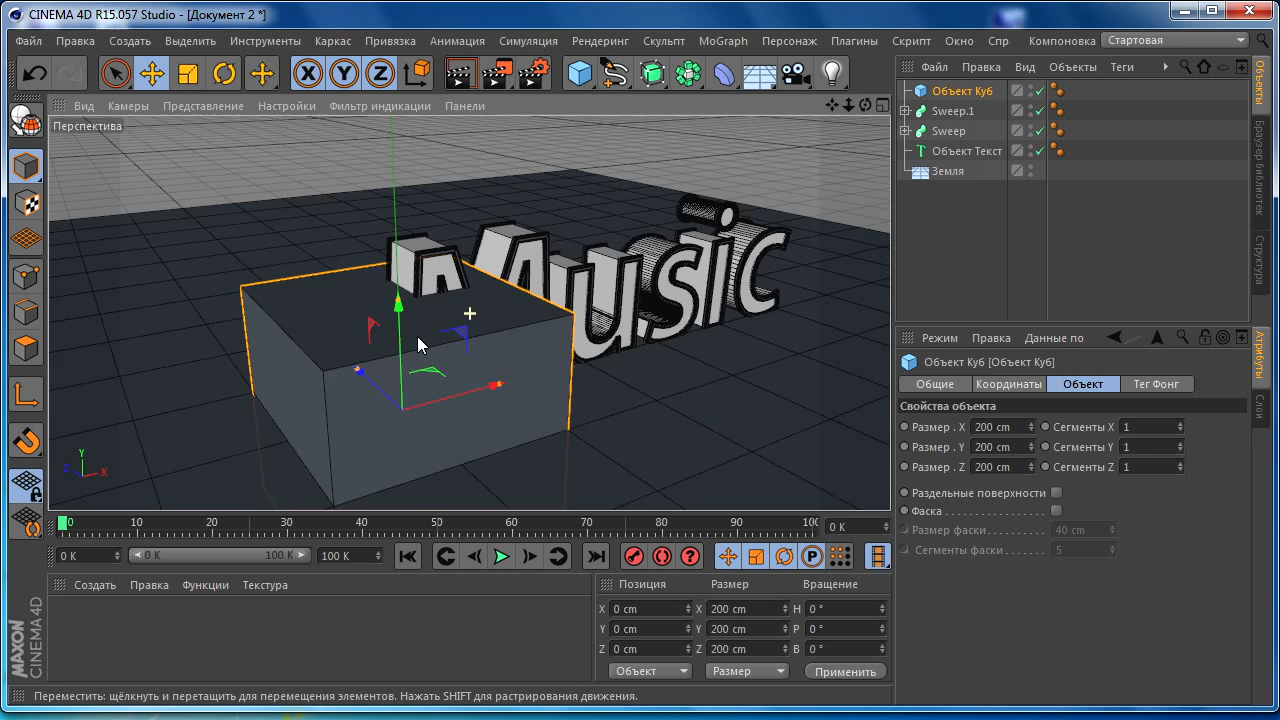 CINEMA 4D R15.057 Studio - [Документ 2 *]
Файл Правка Создать Выделить Инструменты Каркас Привязка Анимация Симуляция Рендеринг Скульпт MoGraph Персонаж Плагины Скрипт Окно Спр Компоновка Стартовая
X Y Z
Вид Камеры Представление Настройки Фильтр индикации Панели
Перспектива
Music
Y
Z X
Файл Правка Вид Объекты Теги
Объект Куб
Sweep.1
Sweep
Объект Текст
Земля
Объекты
Браузер библиотек
Структура
Режим Правка Данные по
Объект Куб [Объект Куб]
Общие Координаты Объект Тег Фонг
Свойства объекта
Размер . X 200 cm Сегменты X 1
Размер . Y 200 cm Сегменты Y 1
Размер . Z 200 cm Сегменты Z 1
Раздельные поверхности
Фаска . . . . . . . . . . . . . . . .
Размер фаски. . . . . . . . . 40 cm
Сегменты фаски . . . . . . . 5
Атрибуты
Слои
0 10 20 30 40 50 60 70 80 90 100 0 K
0 K 0 K 100 K 100 K
P
Создать Правка Функции Текстура
Позиция Размер Вращение
X 0 cm X 200 cm H 0 °
Y 0 cm Y 200 cm P 0 °
Z 0 cm Z 200 cm B 0 °
Объект Размер Применить
MAXON
CINEMA 4D
Переместить: щёлкнуть и перетащить для перемещения элементов. Нажать SHIFT для растрирования движения.